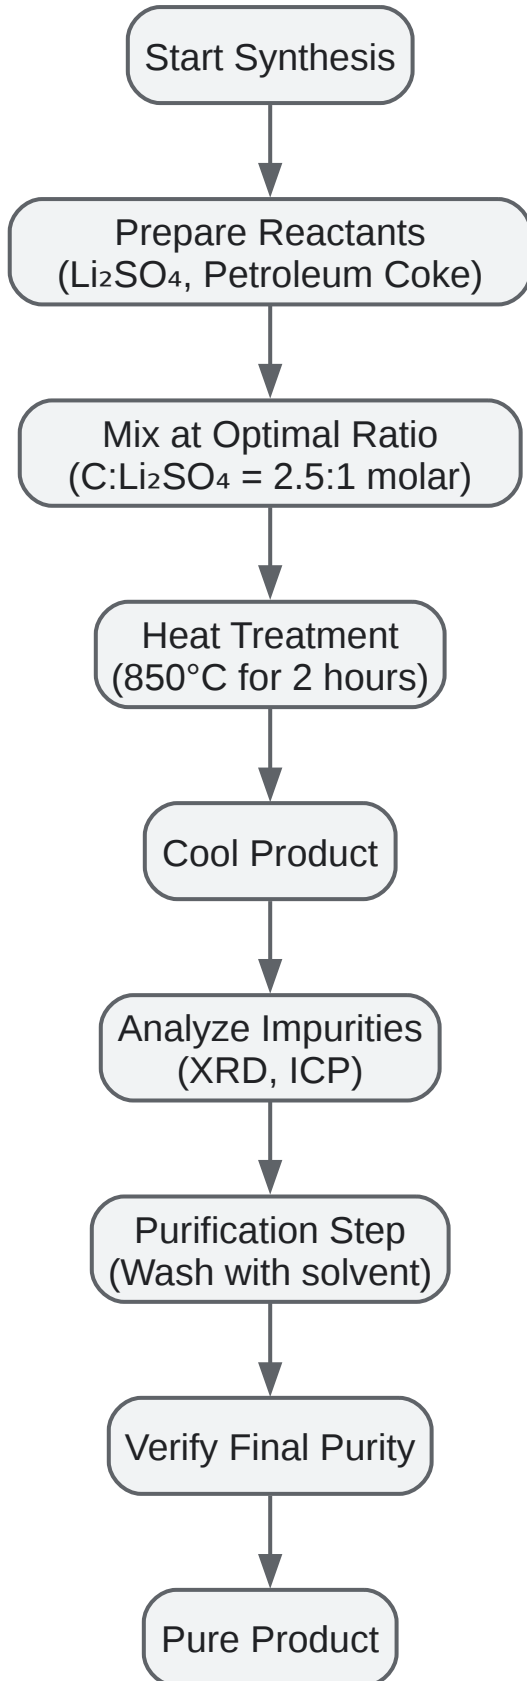 Start Synthesis
Prepare Reactants
(Li₂SO₄, Petroleum Coke)
Mix at Optimal Ratio
(C:Li₂SO₄ = 2.5:1 molar)
Heat Treatment
(850°C for 2 hours)
Cool Product
Analyze Impurities
(XRD, ICP)
Purification Step
(Wash with solvent)
Verify Final Purity
Pure Product